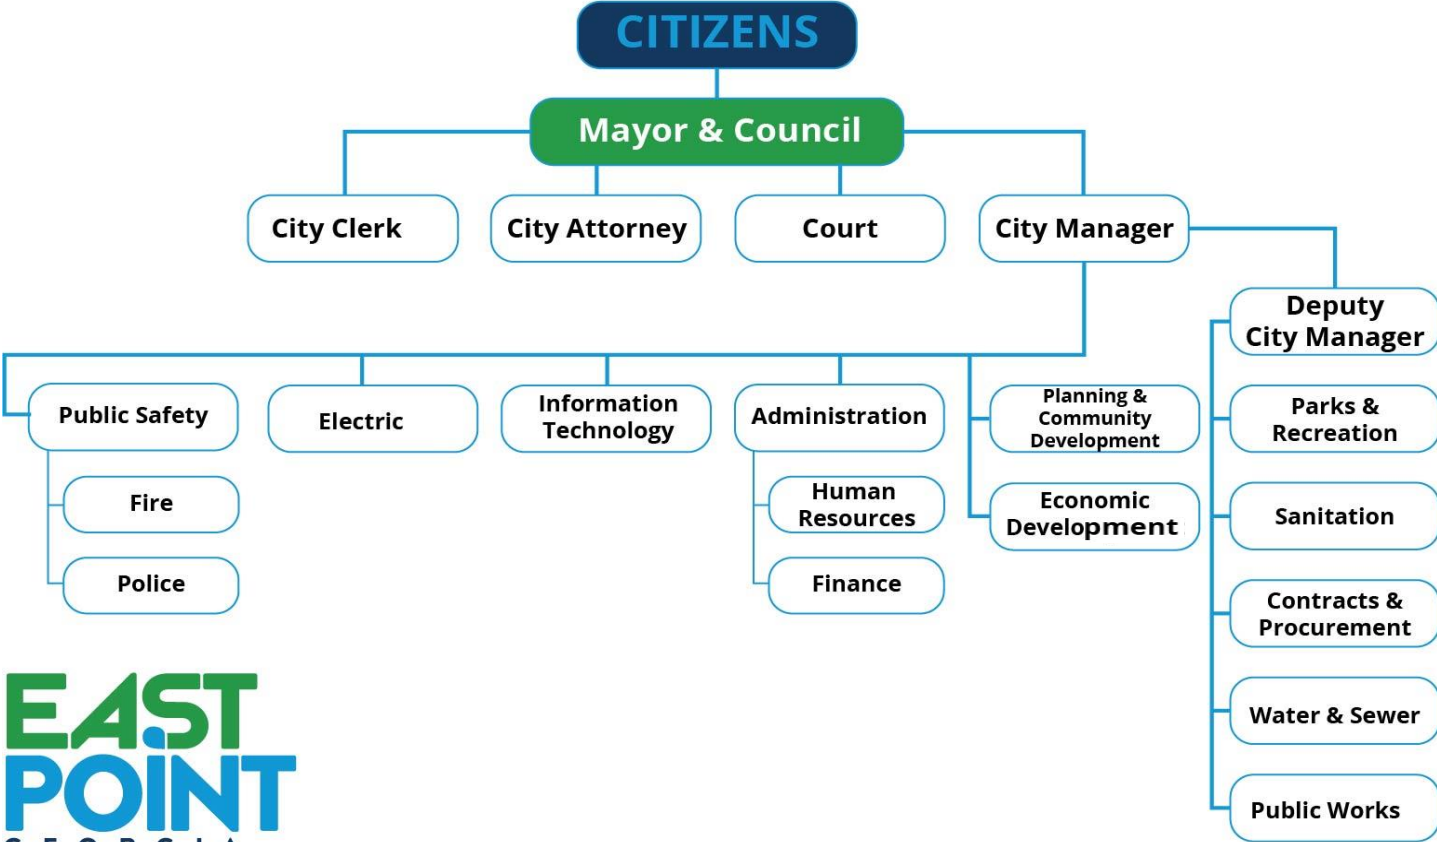 CITIZENS
Mayor & Council
City Clerk
City Attorney
Court
City Manager
Deputy
City Manager
Public Safety
Electric
Information
Technology
Administration
Planning &
Community
Development
Parks &
Recreation
Fire
Human
Resources
Economic
Development
Sanitation
Police
Finance
Contracts &
Procurement
Water & Sewer
Public Works
EAST
POINT
GEORGIA